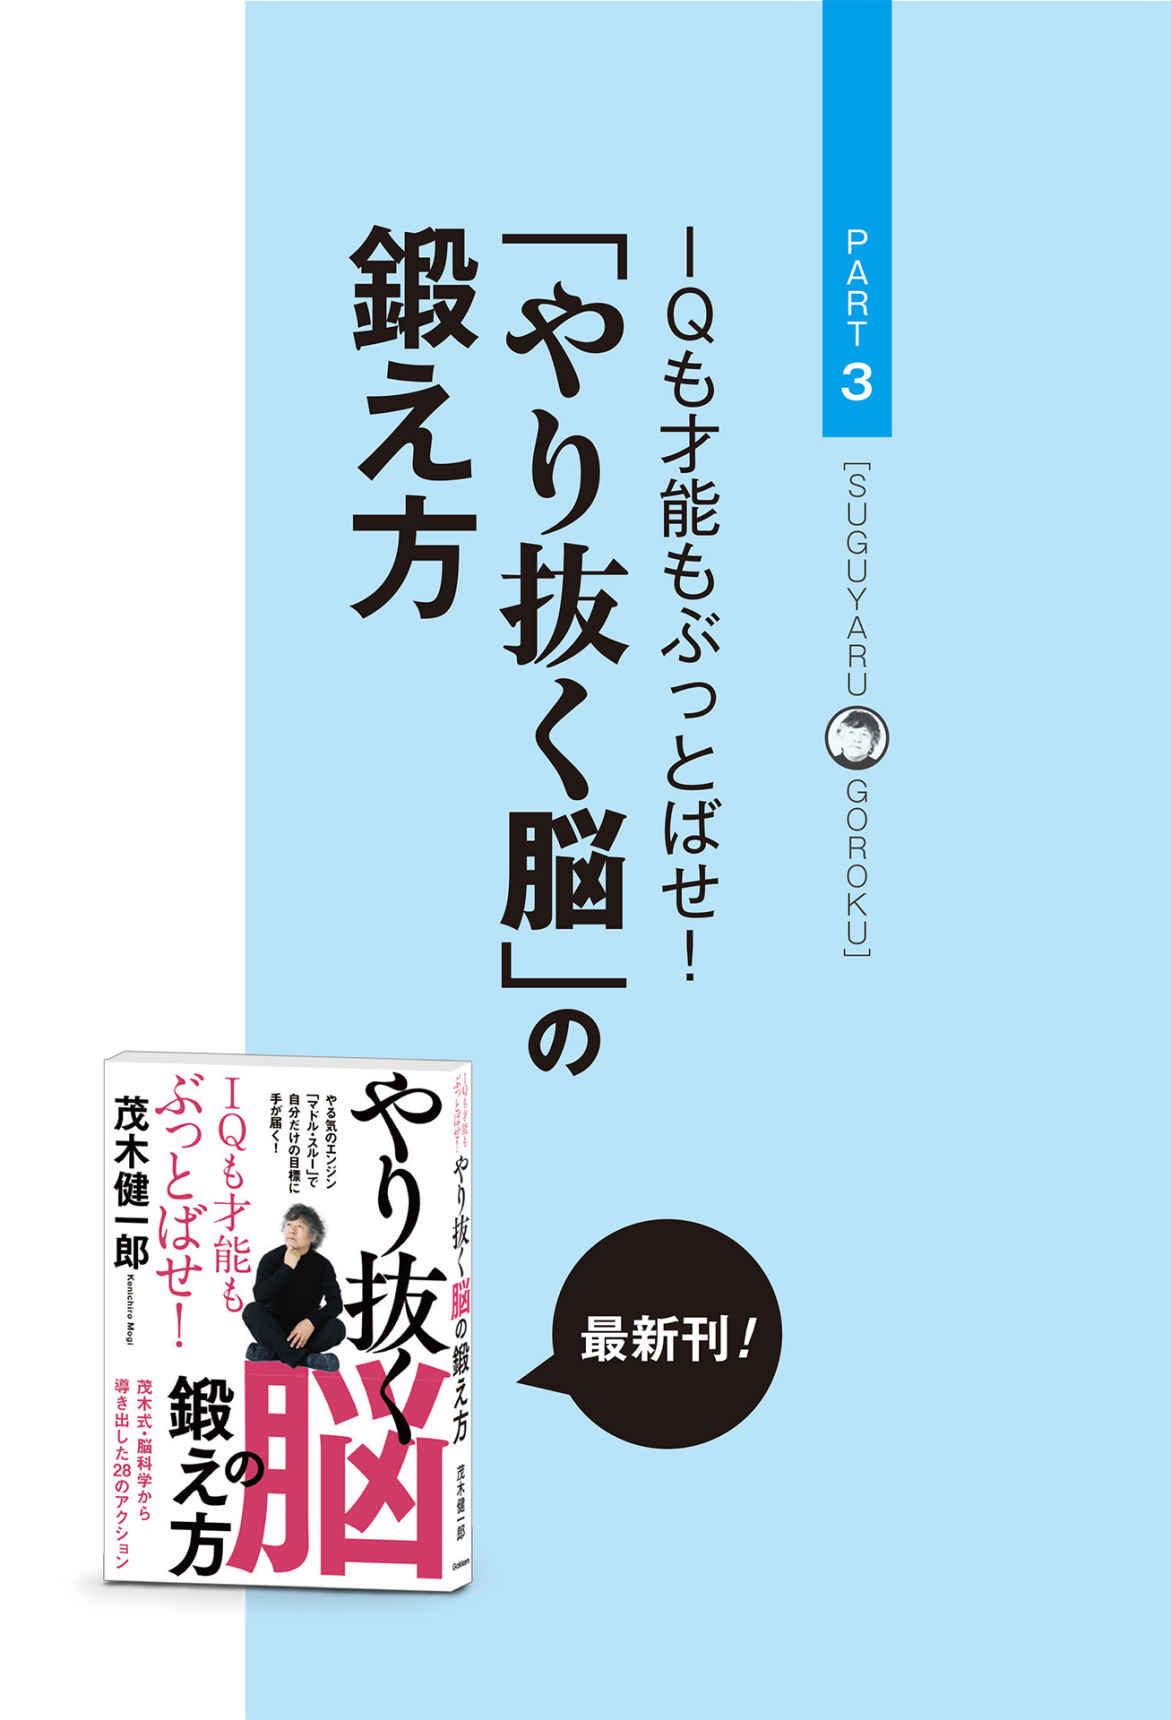 PART 3
[SUGUYARU GOROKU]
IQも才能もぶっとばせ!
「やり抜く脳」の
鍛え方
最新刊!
IQも才能も
ぶっとばせ!
やり抜く脳の鍛え方
茂木健一郎
Gakken
やり抜く
脳
の
鍛え方
やる気のエンジン
「マドル・スルー」で
自分だけの目標に
手が届く!
IQも才能も
ぶっとばせ!
茂木健一郎
Kenichiro Mogi
茂木式・脳科学から
導き出した28のアクション